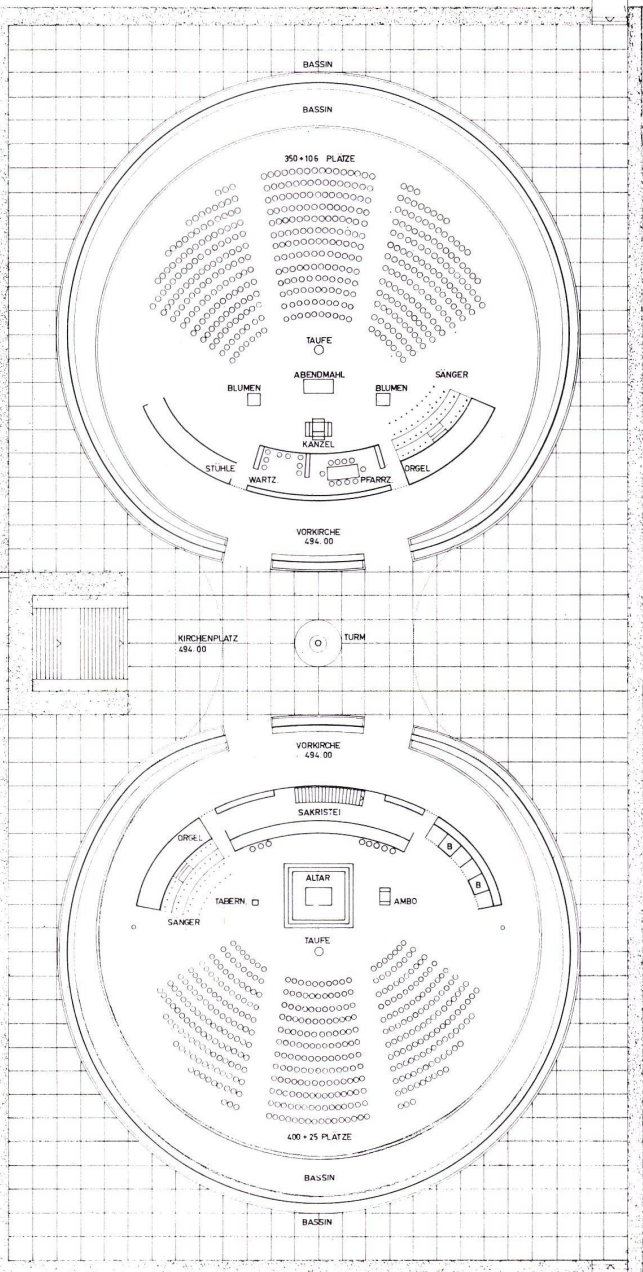 BASSIN
BASSIN
350 + 106 PLÄTZE
TAUFE
ABENDMAHL
SÄNGER
BLUMEN
BLUMEN
KANZEL
STÜHLE
WARTZ.
PFARRZ.
ORGEL
VORKIRCHE
494.00
KIRCHENPLATZ
494.00
TURM
VORKIRCHE
494.00
SAKRISTEI
ORGEL
B
B
ALTAR
TABERN
AMBO
SÄNGER
TAUFE
400 + 25 PLÄTZE
BASSIN
BASSIN